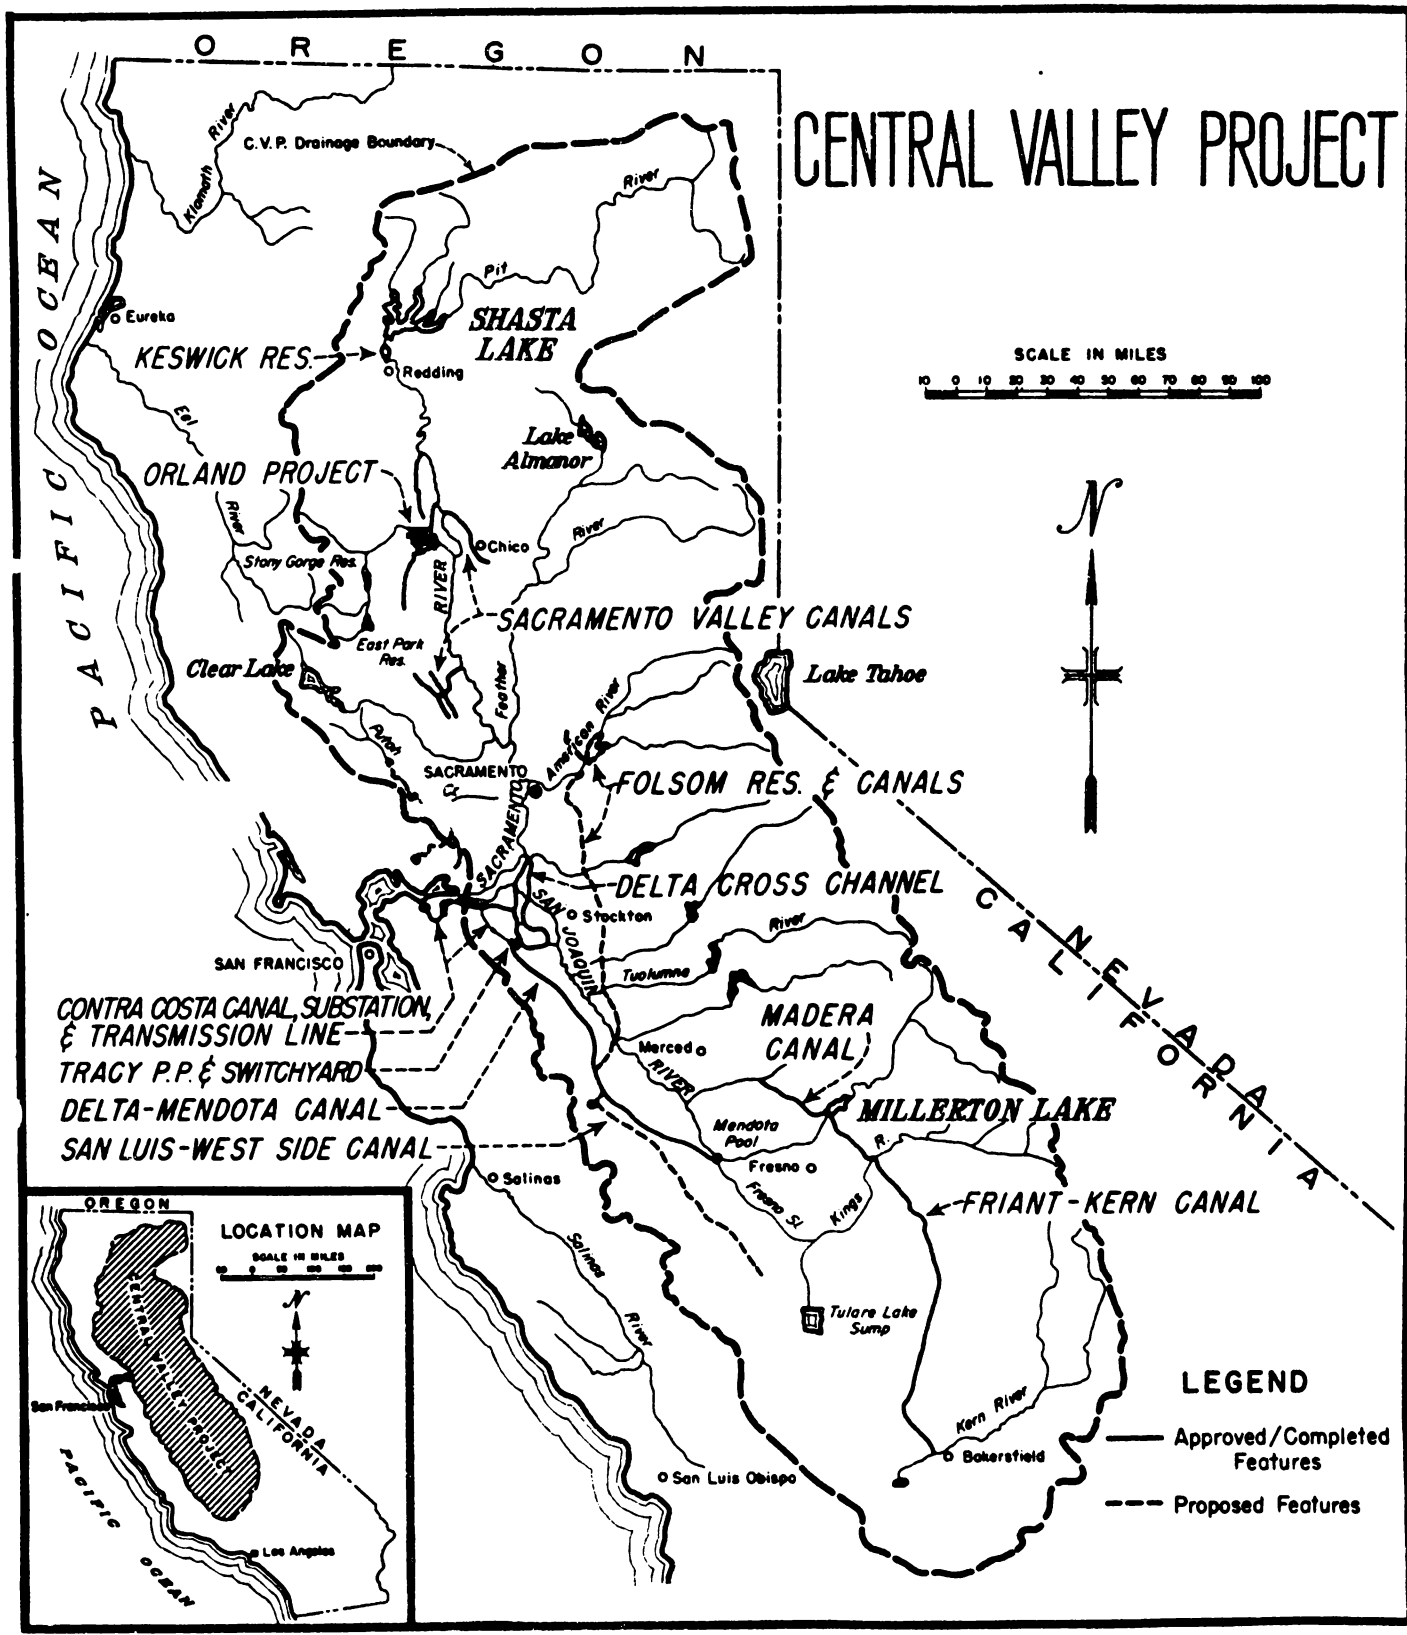 OREGON
CENTRAL VALLEY PROJECT
Klamath River
C.V.P. Drainage Boundary
River
Pit
PACIFIC OCEAN
Eureka
SHASTA
LAKE
KESWICK RES.
Redding
SCALE IN MILES
10 0 10 20 30 40 50 60 70 80 90 100
Eel
River
Lake
Almanor
ORLAND PROJECT
N
River
Chico
Stony Gorge Res.
RIVER
SACRAMENTO VALLEY CANALS
East Park
Res.
Clear Lake
Feather
Lake Tahoe
American River
Putah
Cr.
SACRAMENTO
FOLSOM RES. & CANALS
SACRAMENTO
DELTA CROSS CHANNEL
SAN JOAQUIN
Stockton
NEVADA
CALIFORNIA
River
Tuolumne
SAN FRANCISCO
CONTRA COSTA CANAL, SUBSTATION,
& TRANSMISSION LINE
MADERA
CANAL
Merced
RIVER
TRACY P.P. & SWITCHYARD
DELTA-MENDOTA CANAL
MILLERTON LAKE
Mendota
Pool
SAN LUIS-WEST SIDE CANAL
R.
Fresno
Salinas
Fresno Sl.
Kings
FRIANT-KERN CANAL
Salinas
River
Tulare Lake
Sump
Kern River
Bakersfield
San Luis Obispo
LEGEND
Approved/Completed
Features
Proposed Features
OREGON
LOCATION MAP
SCALE IN MILES
N
CENTRAL VALLEY PROJECT
San Francisco
NEVADA
CALIFORNIA
PACIFIC OCEAN
Los Angeles